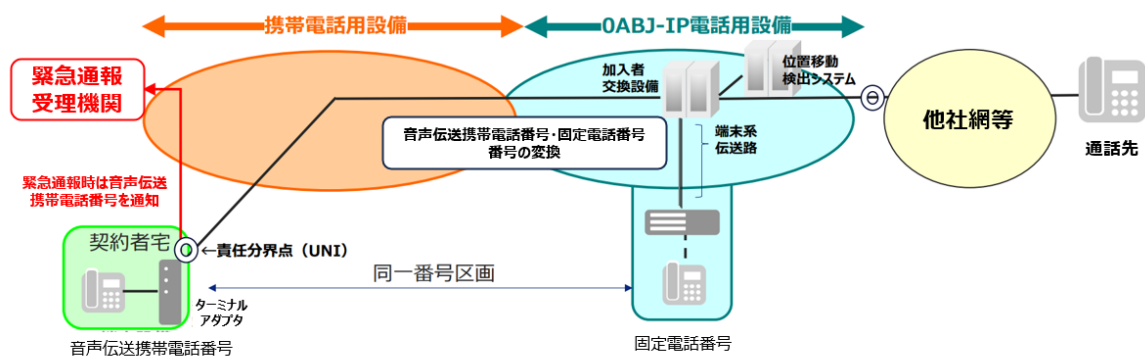 携帯電話用設備
0ABJ-IP電話用設備
緊急通報
受理機関
加入者
交換設備
位置移動
検出システム
他社網等
通話先
音声伝送携帯電話番号・固定電話番号
番号の変換
端末系
伝送路
緊急通報時は音声伝送
携帯電話番号を通知
契約者宅
←責任分界点（UNI）
同一番号区画
ターミナル
アダプタ
音声伝送携帯電話番号
固定電話番号